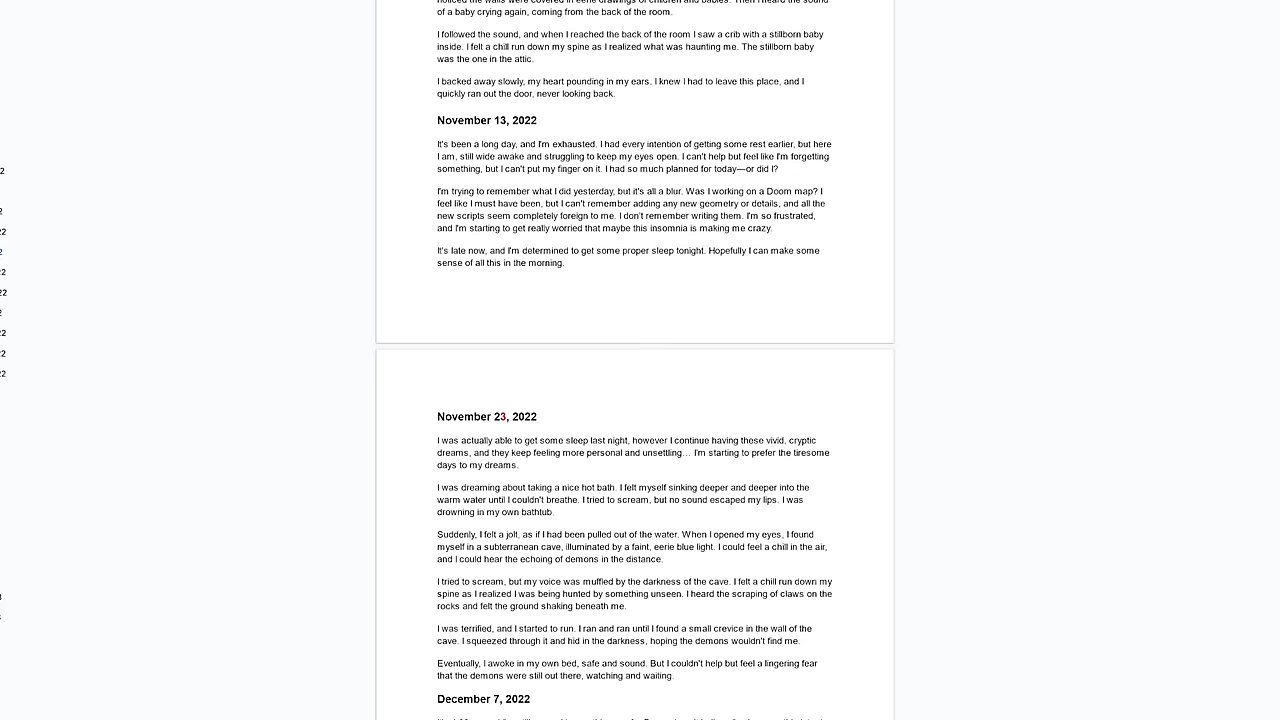 of a baby crying again, coming from the back of the room.
I followed the sound, and when I reached the back of the room I saw a crib with a stillborn baby
inside. I felt a chill run down my spine as I realized what was haunting me. The stillborn baby
was the one in the attic.
I backed away slowly, my heart pounding in my ears. I knew I had to leave this place, and I
quickly ran out the door, never looking back.
November 13, 2022
It's been a long day, and I'm exhausted. I had every intention of getting some rest earlier, but here
I am, still wide awake and struggling to keep my eyes open. I can't help but feel like I'm forgetting
something, but I can't put my finger on it. I had so much planned for today—or did I?
I'm trying to remember what I did yesterday, but it's all a blur. Was I working on a Doom map? I
feel like I must have been, but I can't remember adding any new geometry or details, and all the
new scripts seem completely foreign to me. I don't remember writing them. I'm so frustrated,
and I'm starting to get really worried that maybe this insomnia is making me crazy.
It's late now, and I'm determined to get some proper sleep tonight. Hopefully I can make some
sense of all this in the morning.
November 23, 2022
I was actually able to get some sleep last night, however I continue having these vivid, cryptic
dreams, and they keep feeling more personal and unsettling… I'm starting to prefer the tiresome
days to my dreams.
I was dreaming about taking a nice hot bath. I felt myself sinking deeper and deeper into the
warm water until I couldn't breathe. I tried to scream, but no sound escaped my lips. I was
drowning in my own bathtub.
Suddenly, I felt a jolt, as if I had been pulled out of the water. When I opened my eyes, I found
myself in a subterranean cave, illuminated by a faint, eerie blue light. I could feel a chill in the air,
and I could hear the echoing of demons in the distance.
I tried to scream, but my voice was muffled by the darkness of the cave. I felt a chill run down my
spine as I realized I was being hunted by something unseen. I heard the scraping of claws on the
rocks and felt the ground shaking beneath me.
I was terrified, and I started to run. I ran and ran until I found a small crevice in the wall of the
cave. I squeezed through it and hid in the darkness, hoping the demons wouldn't find me.
Eventually, I awoke in my own bed, safe and sound. But I couldn't help but feel a lingering fear
that the demons were still out there, watching and waiting.
December 7, 2022